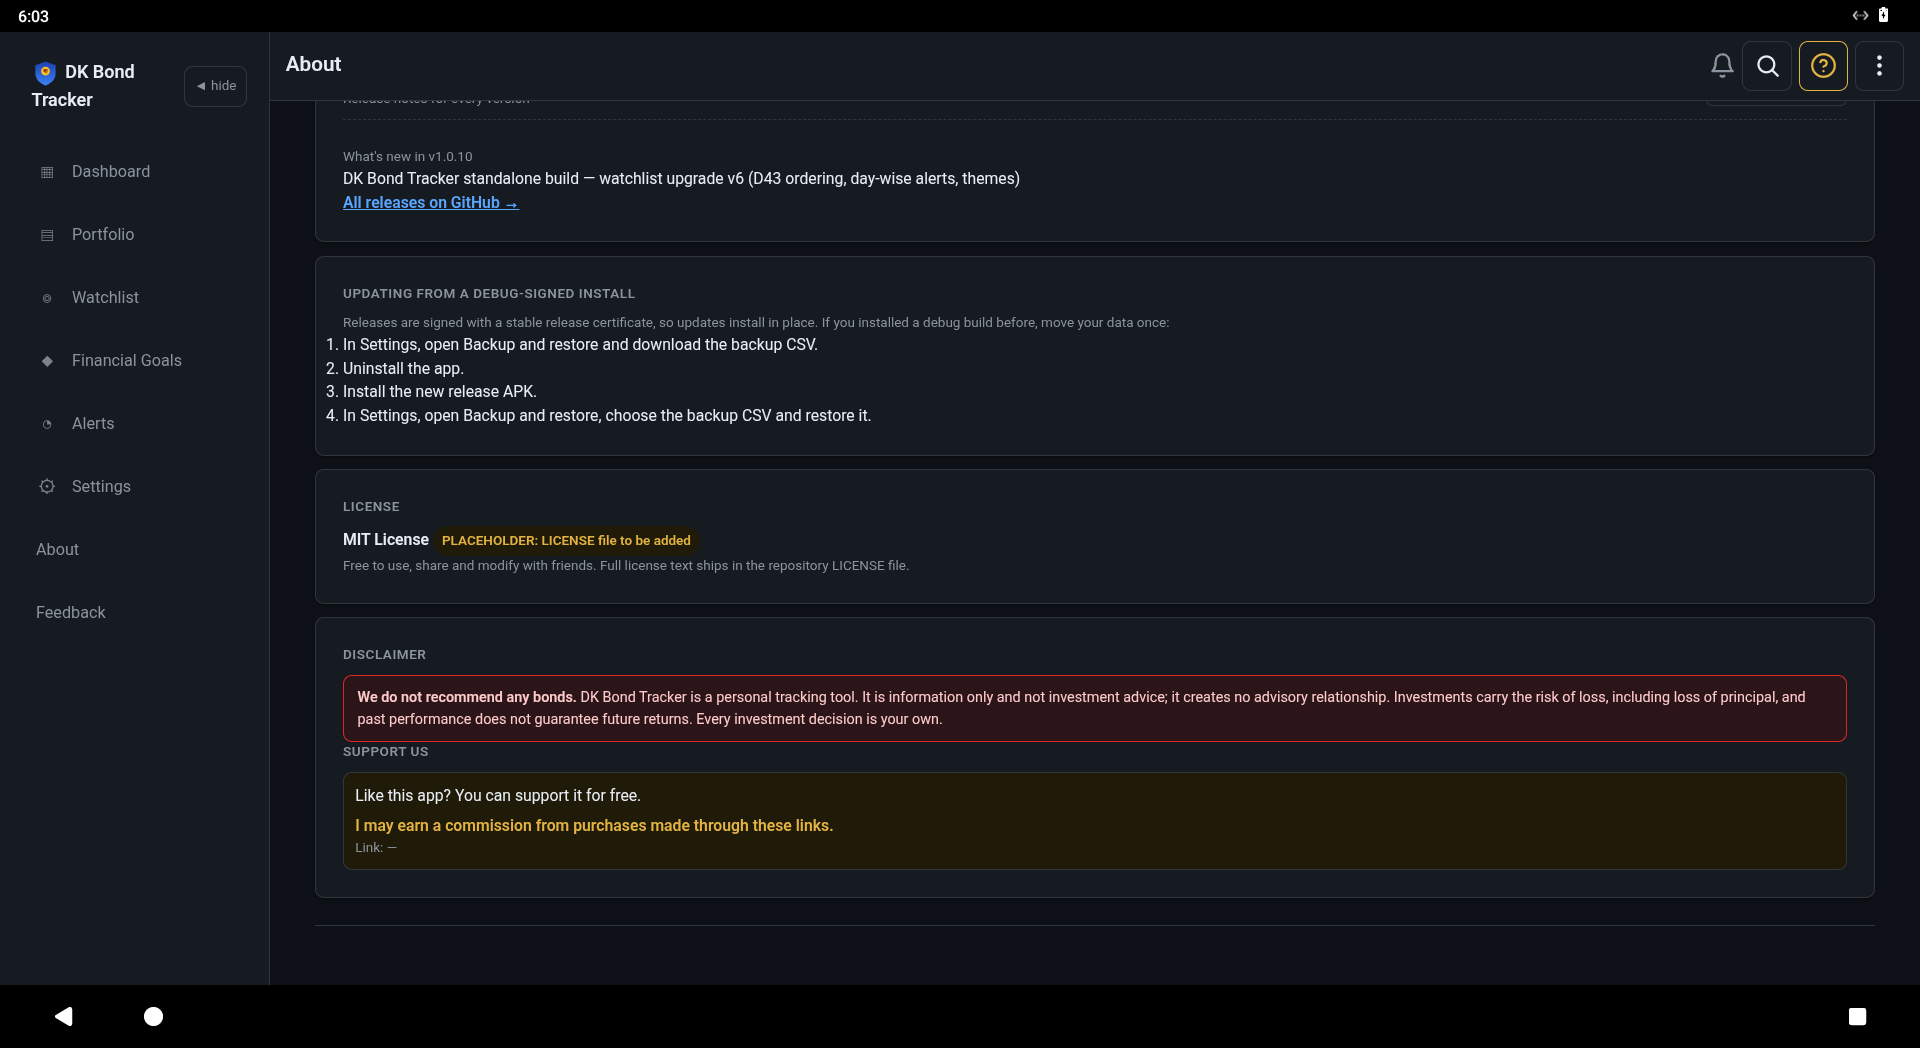 6:03
DK Bond
Tracker
◄ hide
Dashboard
Portfolio
Watchlist
Financial Goals
Alerts
Settings
About
Feedback
About
Release notes for every version
What's new in v1.0.10
DK Bond Tracker standalone build — watchlist upgrade v6 (D43 ordering, day-wise alerts, themes)
All releases on GitHub →
UPDATING FROM A DEBUG-SIGNED INSTALL
Releases are signed with a stable release certificate, so updates install in place. If you installed a debug build before, move your data once:
1. In Settings, open Backup and restore and download the backup CSV.
2. Uninstall the app.
3. Install the new release APK.
4. In Settings, open Backup and restore, choose the backup CSV and restore it.
LICENSE
MIT License PLACEHOLDER: LICENSE file to be added
Free to use, share and modify with friends. Full license text ships in the repository LICENSE file.
DISCLAIMER
We do not recommend any bonds. DK Bond Tracker is a personal tracking tool. It is information only and not investment advice; it creates no advisory relationship. Investments carry the risk of loss, including loss of principal, and
past performance does not guarantee future returns. Every investment decision is your own.
SUPPORT US
Like this app? You can support it for free.
I may earn a commission from purchases made through these links.
Link: —